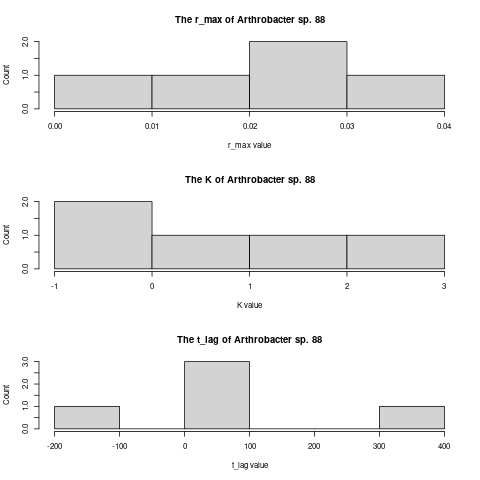 The r_max of Arthrobacter sp. 88
Count
0.0 1.0 2.0
0.00 0.01 0.02 0.03 0.04
r_max value
The K of Arthrobacter sp. 88
Count
0.0 1.0 2.0
-1 0 1 2 3
K value
The t_lag of Arthrobacter sp. 88
Count
0.0 1.0 2.0 3.0
-200 -100 0 100 200 300 400
t_lag value